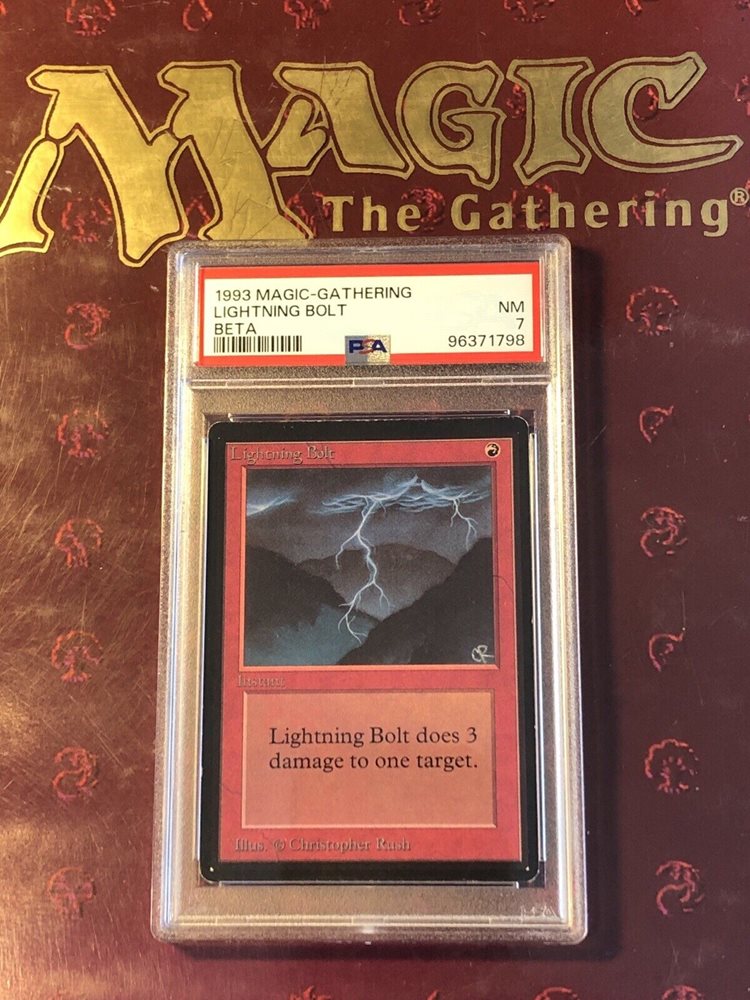 MAGIC
The Gathering®
1993 MAGIC-GATHERING
LIGHTNING BOLT
NM
BETA
7
PSA
96371798
Lightning Bolt
CR
Instant
Lightning Bolt does 3
damage to one target.
Illus. © Christopher Rush